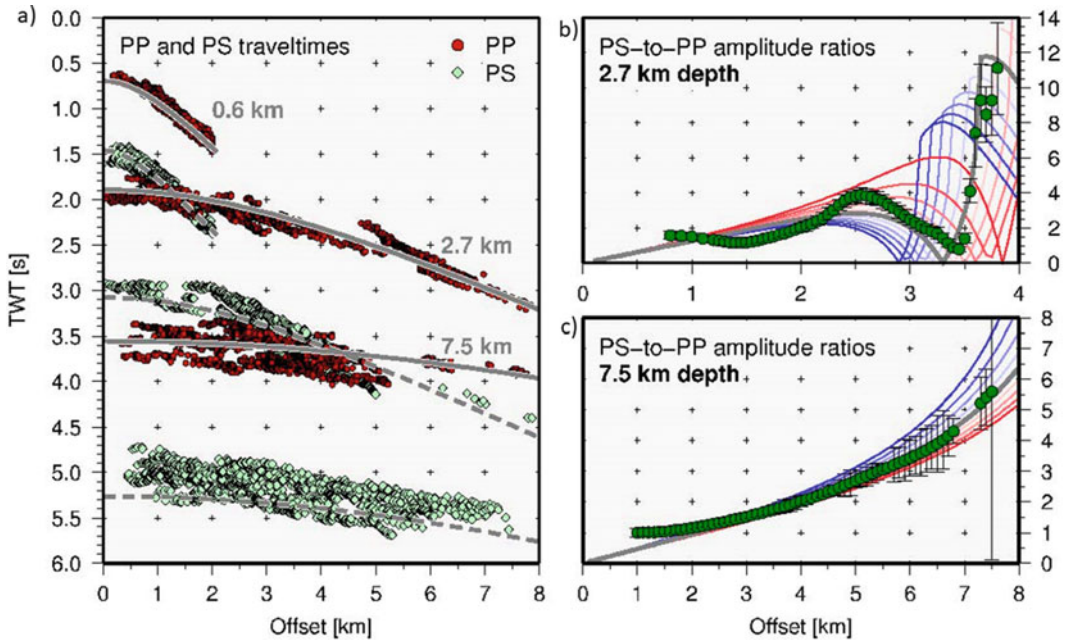 a)
PP and PS traveltimes
PP
PS
0.6 km
2.7 km
7.5 km
0.0
0.5
1.0
1.5
2.0
2.5
3.0
3.5
4.0
4.5
5.0
5.5
6.0
TWT [s]
0 1 2 3 4 5 6 7 8
Offset [km]
b)
PS-to-PP amplitude ratios
2.7 km depth
14
12
10
8
6
4
2
0
0 1 2 3 4
c)
PS-to-PP amplitude ratios
7.5 km depth
8
7
6
5
4
3
2
1
0
0 1 2 3 4 5 6 7 8
Offset [km]